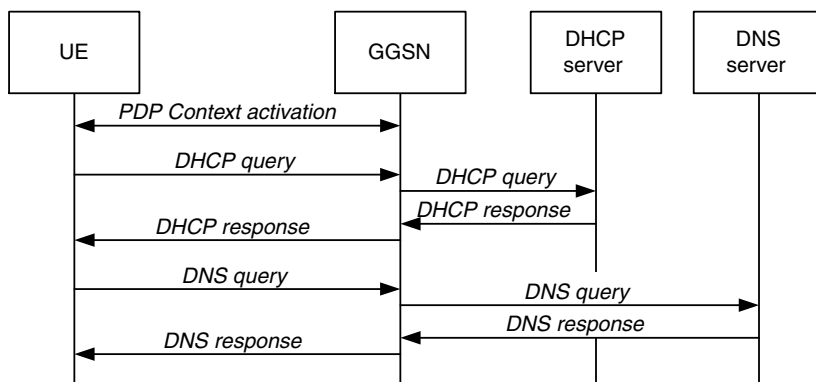 UE
GGSN
DHCP
server
DNS
server
PDP Context activation
DHCP query
DHCP query
DHCP response
DHCP response
DNS query
DNS query
DNS response
DNS response